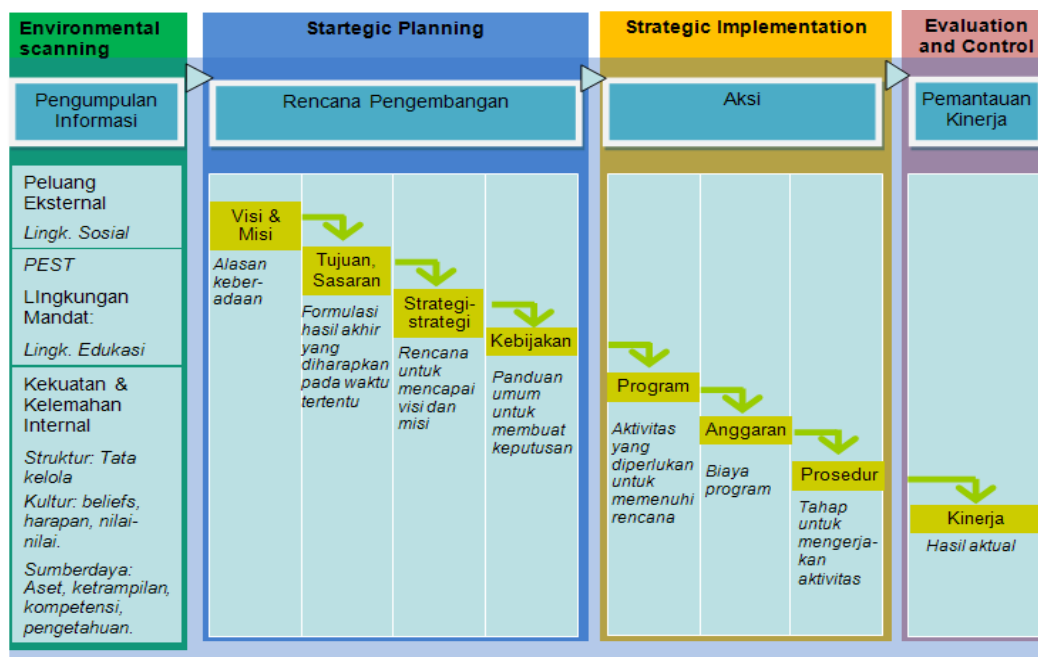 Environmental
scanning
Startegic Planning
Strategic Implementation
Evaluation
and Control
Pengumpulan
Informasi
Rencana Pengembangan
Aksi
Pemantauan
Kinerja
Peluang
Eksternal
Lingk. Sosial
PEST
LIngkungan
Mandat:
Lingk. Edukasi
Kekuatan &
Kelemahan
Internal
Struktur: Tata
kelola
Kultur: beliefs,
harapan, nilai-
nilai.
Sumberdaya:
Aset, ketrampilan,
kompetensi,
pengetahuan.
Visi &
Misi
Alasan
keber-
adaan
Tujuan,
Sasaran
Formulasi
hasil akhir
yang
diharapkan
pada waktu
tertentu
Strategi-
strategi
Rencana
untuk
mencapai
visi dan
misi
Kebijakan
Panduan
umum
untuk
membuat
keputusan
Program
Aktivitas
yang
diperlukan
untuk
memenuhi
rencana
Anggaran
Biaya
program
Prosedur
Tahap
untuk
mengerja-
kan
aktivitas
Kinerja
Hasil aktual